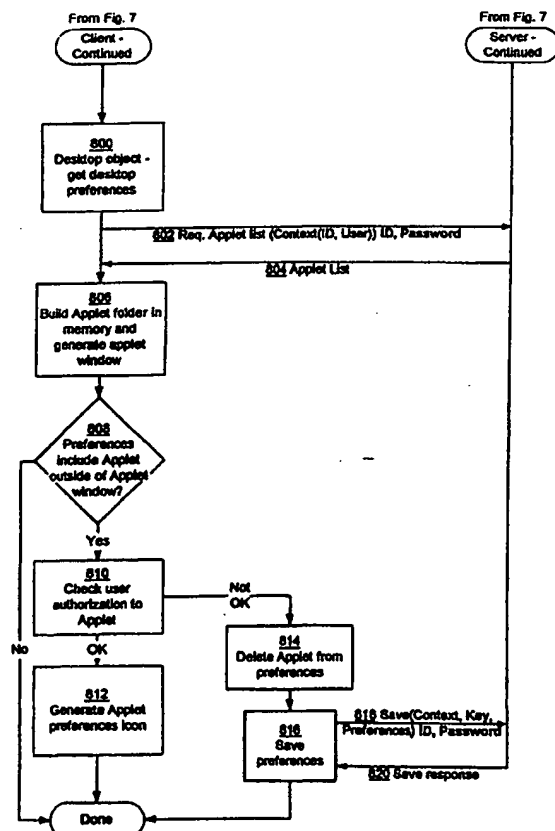 From Fig. 7
Client -
Continued
From Fig. 7
Server -
Continued
800
Desktop object -
get desktop
preferences
802 Req. Applet list (Context(ID, User)) ID, Password
804 Applet List
806
Build Applet folder in
memory and
generate applet
window
808
Preferences
include Applet
outside of Applet
window?
Yes
No
810
Check user
authorization to
Applet
Not
OK
OK
814
Delete Applet from
preferences
812
Generate Applet
preferences icon
816
Save
preferences
818 Save(Context, Key,
Preferences) ID, Password
820 Save response
Done